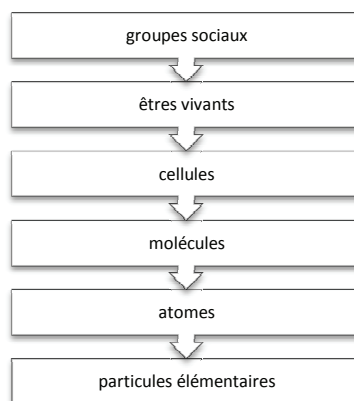 groupes sociaux
êtres vivants
cellules
molécules
atomes
particules élémentaires